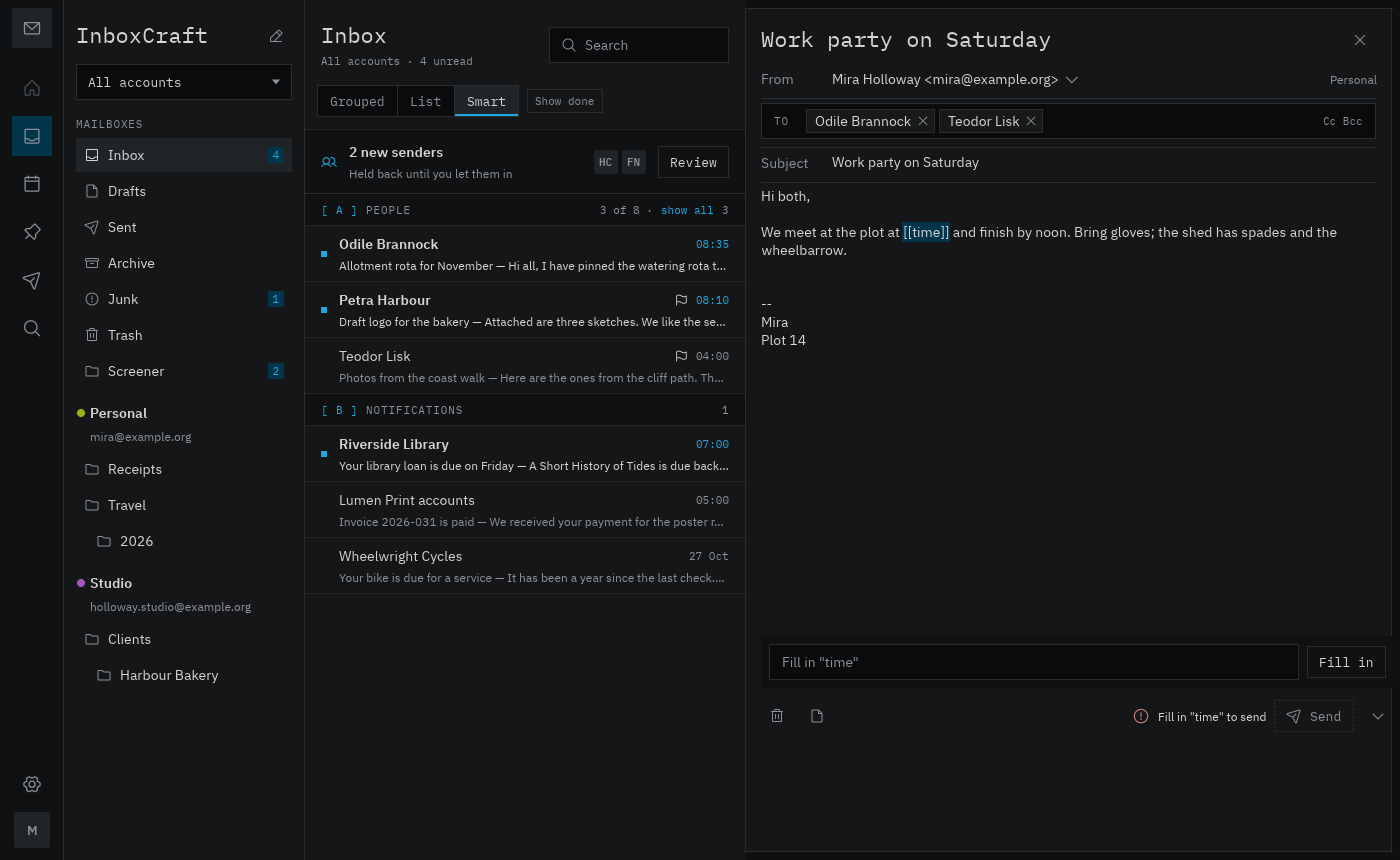 InboxCraft
All accounts
MAILBOXES
Inbox 4
Drafts
Sent
Archive
Junk 1
Trash
Screener 2
Personal
mira@example.org
Receipts
Travel
2026
Studio
holloway.studio@example.org
Clients
Harbour Bakery
M
Inbox
All accounts · 4 unread
Search
Grouped List Smart Show done
2 new senders
Held back until you let them in
HC FN Review
[ A ] PEOPLE 3 of 8 · show all 3
Odile Brannock 08:35
Allotment rota for November — Hi all, I have pinned the watering rota t…
Petra Harbour 08:10
Draft logo for the bakery — Attached are three sketches. We like the se…
Teodor Lisk 04:00
Photos from the coast walk — Here are the ones from the cliff path. Th…
[ B ] NOTIFICATIONS 1
Riverside Library 07:00
Your library loan is due on Friday — A Short History of Tides is due back…
Lumen Print accounts 05:00
Invoice 2026-031 is paid — We received your payment for the poster r…
Wheelwright Cycles 27 Oct
Your bike is due for a service — It has been a year since the last check.…
Work party on Saturday
From Mira Holloway <mira@example.org> Personal
TO Odile Brannock Teodor Lisk Cc Bcc
Subject Work party on Saturday
Hi both,
We meet at the plot at [[time]] and finish by noon. Bring gloves; the shed has spades and the
wheelbarrow.
--
Mira
Plot 14
Fill in "time" Fill in
Fill in "time" to send Send